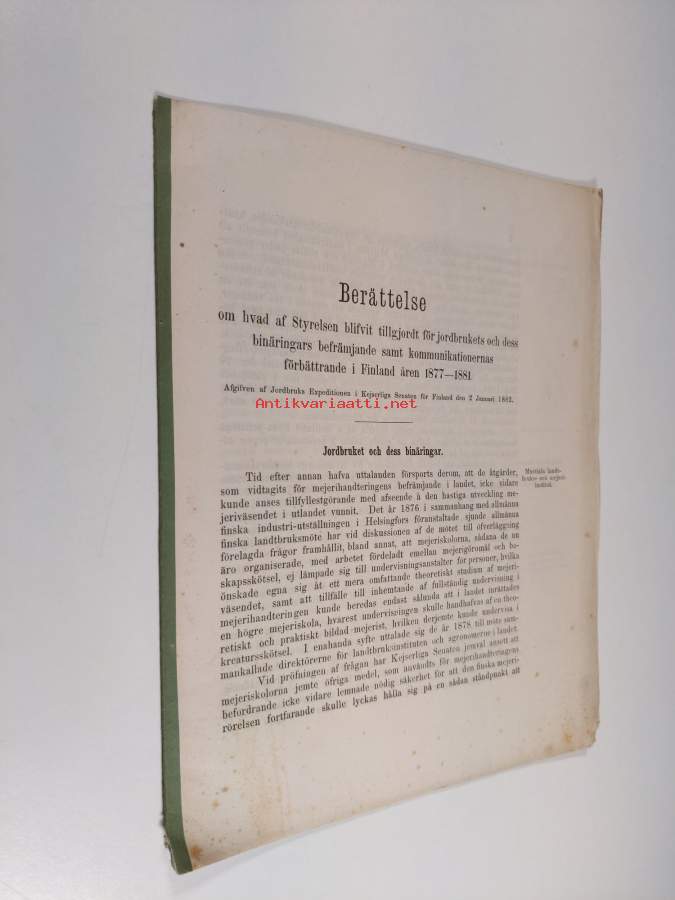 Berättelse
om hvad af Styrelsen blifvit tillgjordt för jordbrukets och dess
binäringars befrämjande samt kommunikationernas
förbättrande i Finland åren 1877—1881
Afgifven af Jordbruks Expeditionen i Kejserliga Senaten för Finland den 2 Januari 1882.
Antikvariaatti.net
Jordbruket och dess binäringar.
Tid efter annan hafva uttalanden försports derom, att de åtgärder,
som vidtagits för mejerihandteringens befrämjande i landet, icke vidare
kunde anses tillfyllestgörande med afseende å den hastiga utveckling me-
jeriväsendet i utlandet vunnit. Det år 1876 i sammanhang med allmänna
finska industri-utställningen i Helsingfors föranstaltade sjunde allmänna
finska landtbruksmöte har vid diskussionen af de mötet till öfverläggning
förelagda frågor framhållit, bland annat, att mejeriskolorna, sådana de nu
äro organiserade, med arbetet fördeladt emellan mejerigöromål och bo-
skapsskötsel, ej lämpade sig till undervisningsanstalter för personer, hvilka
önskade egna sig åt ett mera omfattande theoretiskt studium af mejeri-
väsendet, samt att tillfälle till inhemtande af fullständig undervisning i
mejerihandteringen kunde beredas endast sålunda att i landet inrättades
en högre mejeriskola, hvarest undervisningen skulle handhafvas af en theo-
retiskt och praktiskt bildad mejerist, hvilken derjemte kunde undervisa i
kreatursskötsel. I enahanda syfte uttalade sig de år 1878 till möte sam-
mankallade direktörerne för landtbruksinstituten och agronomerne i landet.
Vid pröfningen af frågan har Kejserliga Senaten jemväl ansett att
mejeriskolorna jemte öfriga medel, som användts för mejerihandteringens
befordrande icke vidare lemnade nödig säkerhet för att den finska mejeri-
rörelsen fortfarande skulle lyckas hålla sig på en sådan ståndpunkt att
Mustiala landt-
bruks- och mejeri-
institut.